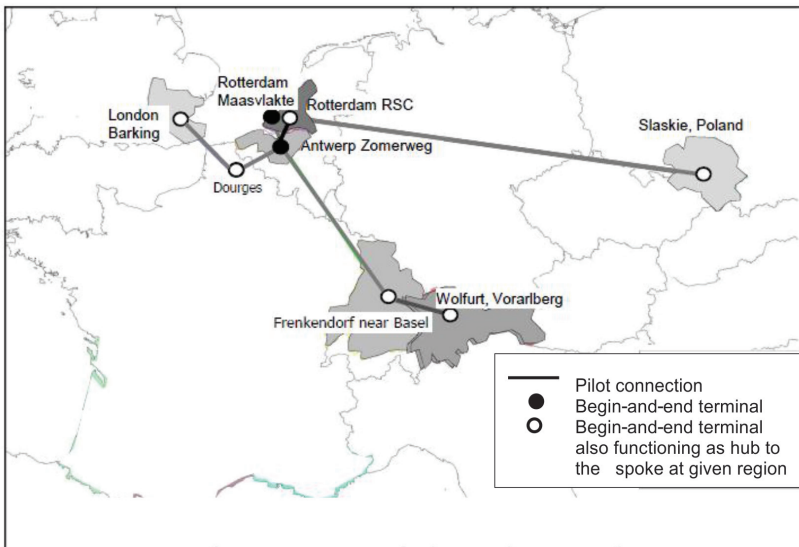 Rotterdam
Maasvlakte
Rotterdam RSC
London
Barking
Antwerp Zomerweg
Slaskie, Poland
Dourges
Wolfurt, Vorarlberg
Frenkendorf near Basel
Pilot connection
Begin-and-end terminal
Begin-and-end terminal
also functioning as hub to
the spoke at given region